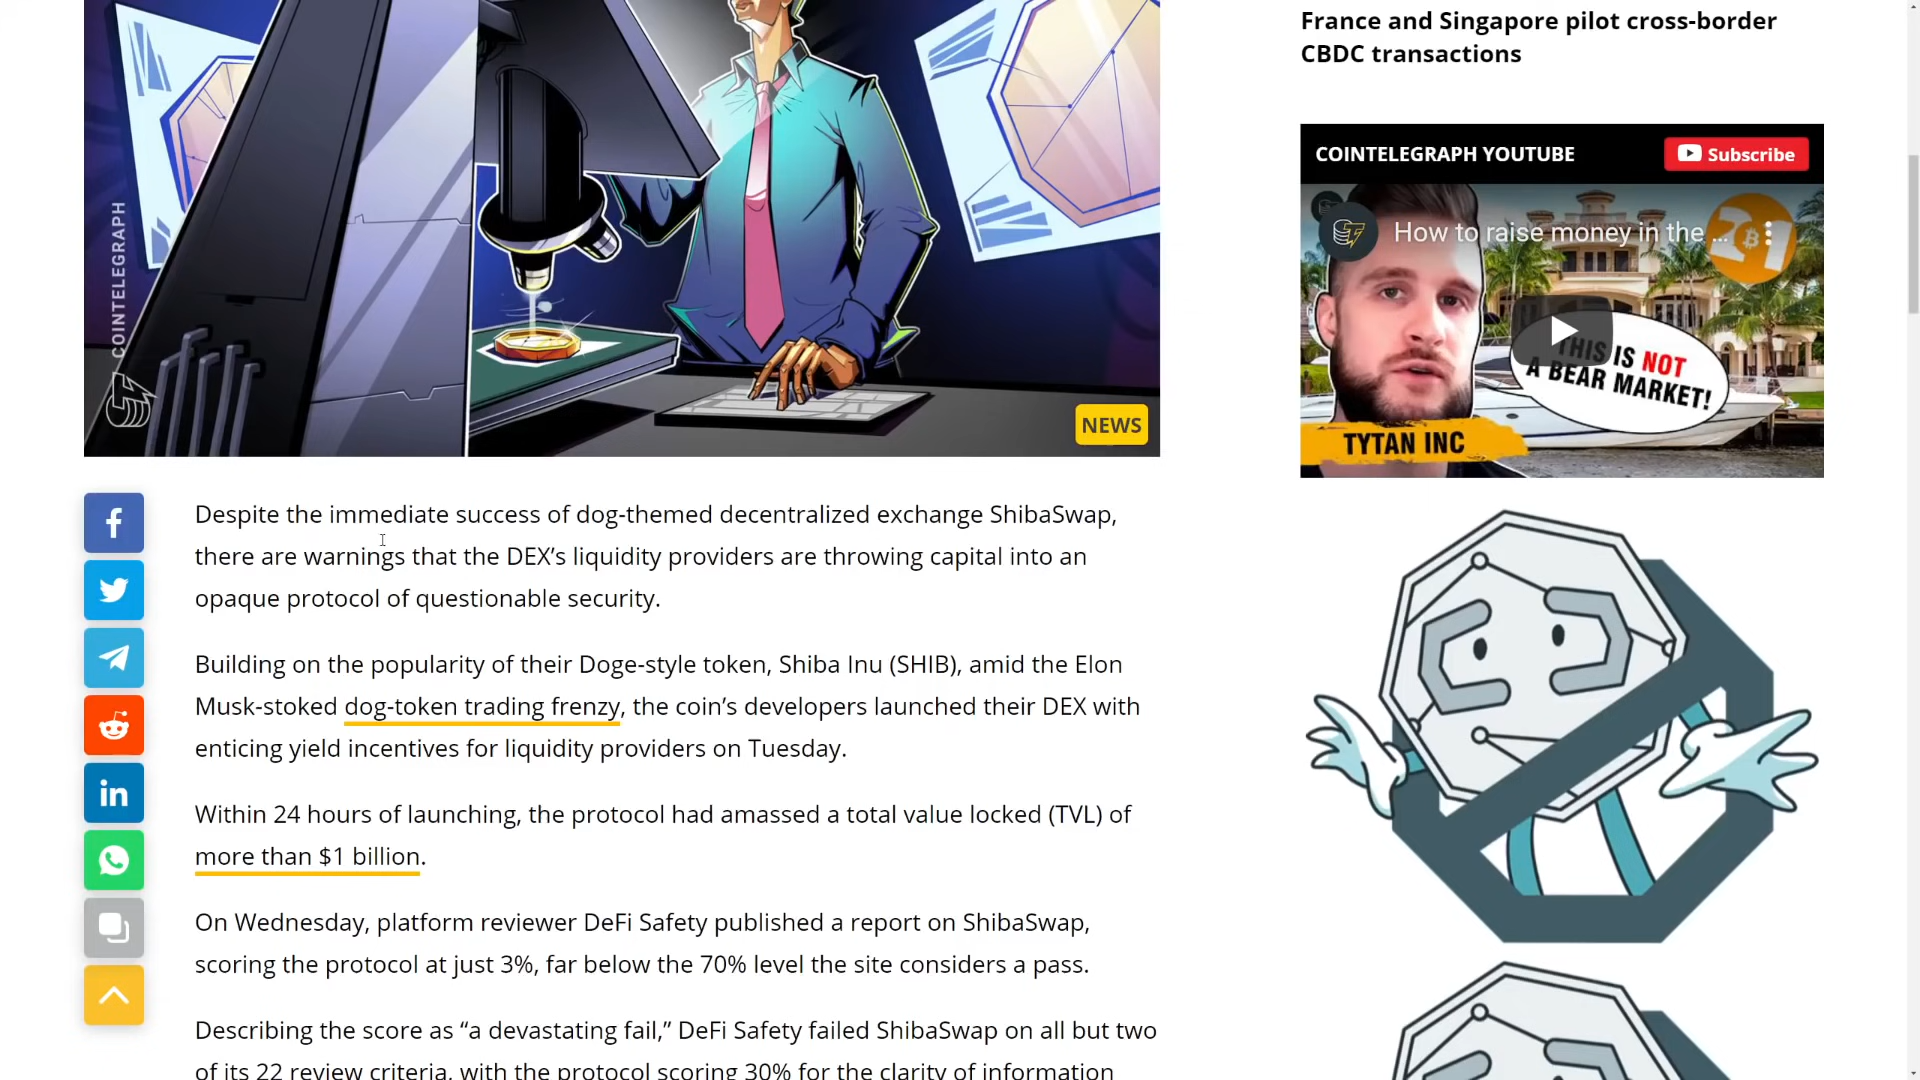 France and Singapore pilot cross-border
CBDC transactions
COINTELEGRAPH YOUTUBE
Subscribe
How to raise money in the ...
THIS IS NOT
A BEAR MARKET!
TYTAN INC
COINTELEGRAPH
NEWS
Despite the immediate success of dog-themed decentralized exchange ShibaSwap,
there are warnings that the DEX’s liquidity providers are throwing capital into an
opaque protocol of questionable security.
Building on the popularity of their Doge-style token, Shiba Inu (SHIB), amid the Elon
Musk-stoked dog-token trading frenzy, the coin’s developers launched their DEX with
enticing yield incentives for liquidity providers on Tuesday.
Within 24 hours of launching, the protocol had amassed a total value locked (TVL) of
more than $1 billion.
On Wednesday, platform reviewer DeFi Safety published a report on ShibaSwap,
scoring the protocol at just 3%, far below the 70% level the site considers a pass.
Describing the score as “a devastating fail,” DeFi Safety failed ShibaSwap on all but two
of its 22 review criteria, with the protocol scoring 30% for the clarity of information